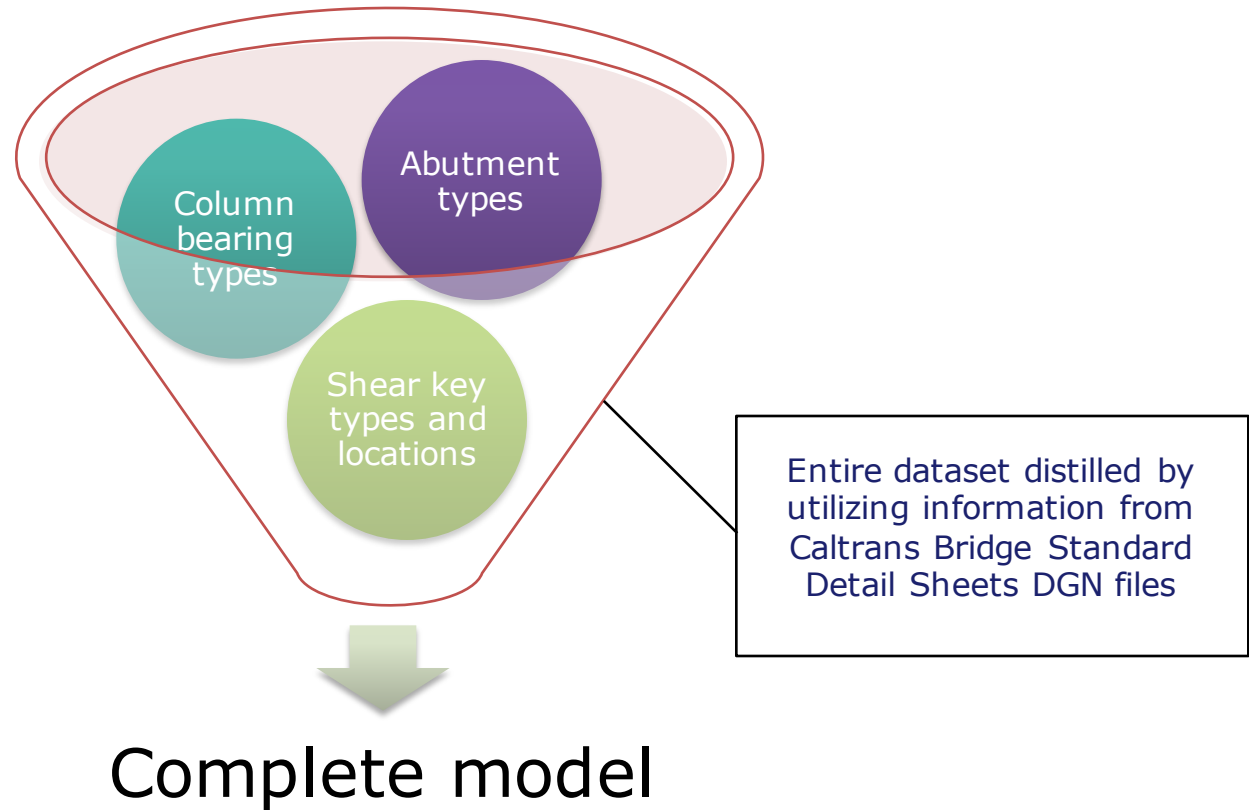 Abutment
types
Column
bearing
types
Shear key
types and
locations
Entire dataset distilled by
utilizing information from
Caltrans Bridge Standard
Detail Sheets DGN files
Complete model